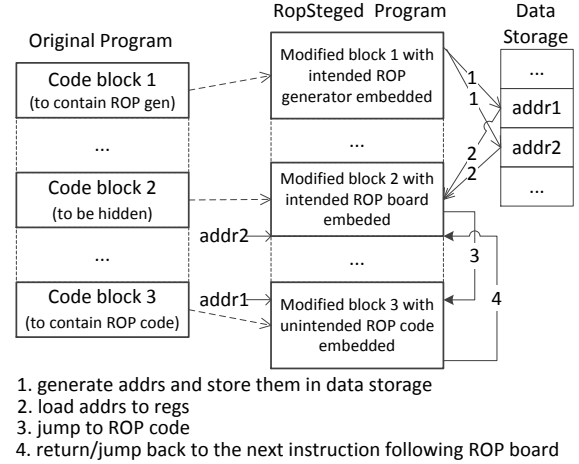 RopSteged Program
Data
Storage
Original Program
Code block 1
(to contain ROP gen)
Modified block 1 with
intended ROP
generator embedded
1
1
...
addr1
addr2
...
...
...
2
2
Code block 2
(to be hidden)
Modified block 2 with
intended ROP board
embeded
addr2
...
...
3
4
addr1
Code block 3
(to contain ROP code)
Modified block 3 with
unintended ROP code
embedded
1. generate addrs and store them in data storage
2. load addrs to regs
3. jump to ROP code
4. return/jump back to the next instruction following ROP board